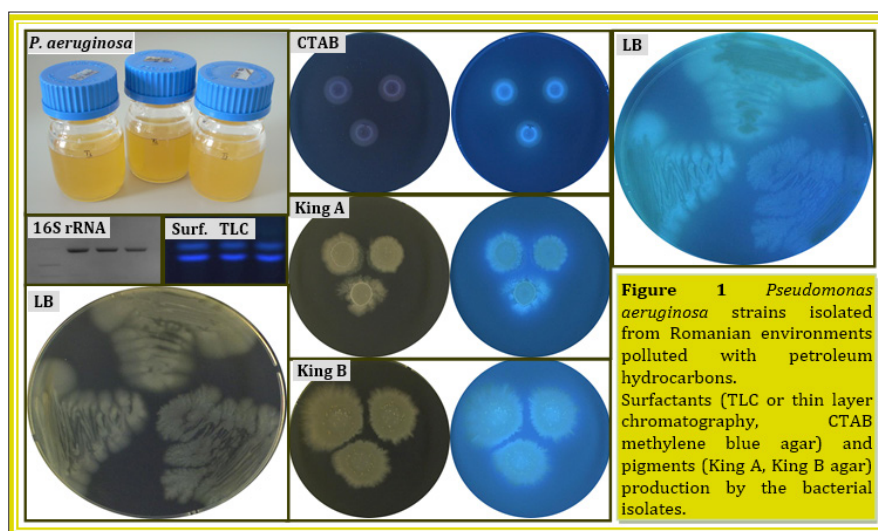 P. aeruginosa
CTAB
LB
16S rRNA
Surf. TLC
King A
LB
King B
Figure 1 Pseudomonas
aeruginosa strains isolated
from Romanian environments
polluted with petroleum
hydrocarbons.
Surfactants (TLC or thin layer
chromatography, CTAB
methylene blue agar) and
pigments (King A, King B agar)
production by the bacterial
isolates.